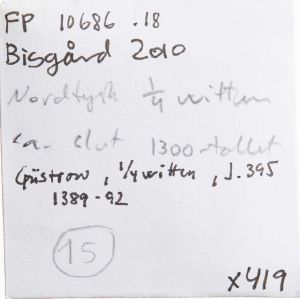 FP 10686.18
Bisgård 2010
Nordtysk 1/4 witten
ca. slut 1300-tallet
Güstrow, 1/4 witten, J.395
1389-92
15
x419